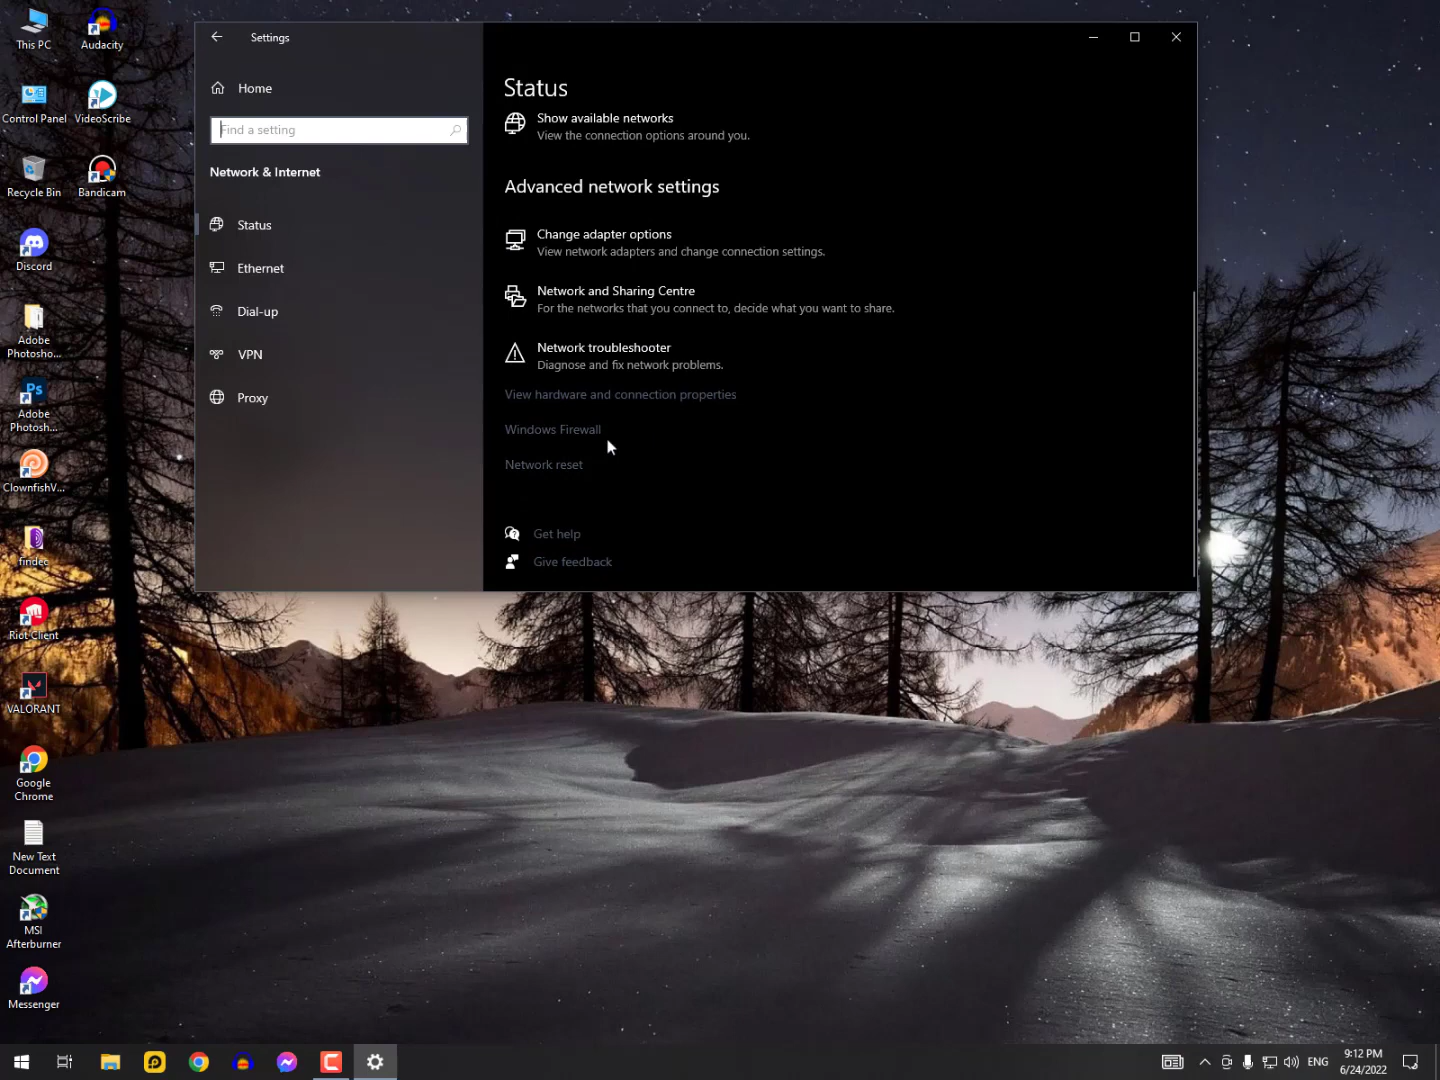 This PC
Audacity
Control Panel
VideoScribe
Recycle Bin
Bandicam
Discord
Adobe
Photosho...
Ps
Adobe
Photosh...
ClownfishV...
findec
Riot Client
VALORANT
Google
Chrome
New Text
Document
MSI
Afterburner
Messenger
Settings
Home
Find a setting
Network & Internet
Status
Ethernet
Dial-up
VPN
Proxy
Status
Show available networks
View the connection options around you.
Advanced network settings
Change adapter options
View network adapters and change connection settings.
Network and Sharing Centre
For the networks that you connect to, decide what you want to share.
Network troubleshooter
Diagnose and fix network problems.
View hardware and connection properties
Windows Firewall
Network reset
Get help
Give feedback
ENG
9:12 PM
6/24/2022